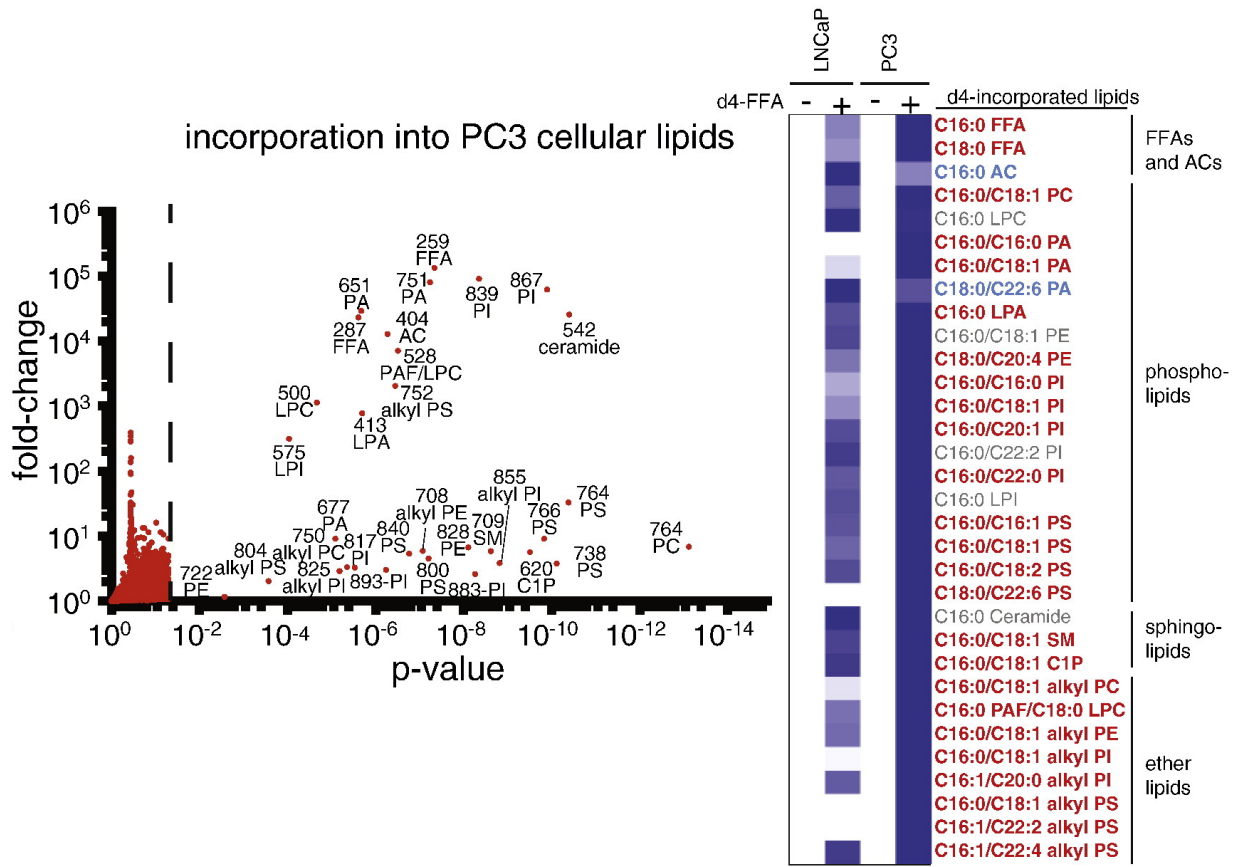 incorporation into PC3 cellular lipids
fold-change
10^6
10^5
10^4
10^3
10^2
10^1
10^0
10^0
10^-2
10^-4
10^-6
10^-8
10^-10
10^-12
10^-14
p-value
259
FFA
651
PA
751
PA
839
PI
867
PI
287
FFA
404
AC
542
ceramide
528
PAF/LPC
752
alkyl PS
500
LPC
413
LPA
575
LPI
855
alkyl PI
764
PS
708
alkyl PE
677
PA
840
PS
709
SM
766
PS
828
PE
750
alkyl PC
817
PI
764
PC
804
alkyl PS
825
alkyl PI
893-PI
800
PS
883-PI
620
C1P
738
PS
722
PE
LNCaP
PC3
d4-FFA
- + - +
d4-incorporated lipids
C16:0 FFA
C18:0 FFA
C16:0 AC
FFAs
and ACs
C16:0/C18:1 PC
C16:0 LPC
C16:0/C16:0 PA
C16:0/C18:1 PA
C18:0/C22:6 PA
C16:0 LPA
C16:0/C18:1 PE
C18:0/C20:4 PE
C16:0/C16:0 PI
C16:0/C18:1 PI
C16:0/C20:1 PI
C16:0/C22:2 PI
C16:0/C22:0 PI
C16:0 LPI
C16:0/C16:1 PS
C16:0/C18:1 PS
C16:0/C18:2 PS
C18:0/C22:6 PS
phospho-
lipids
C16:0 Ceramide
C16:0/C18:1 SM
C16:0/C18:1 C1P
sphingo-
lipids
C16:0/C18:1 alkyl PC
C16:0 PAF/C18:0 LPC
C16:0/C18:1 alkyl PE
C16:0/C18:1 alkyl PI
C16:1/C20:0 alkyl PI
C16:0/C18:1 alkyl PS
C16:1/C22:2 alkyl PS
C16:1/C22:4 alkyl PS
ether
lipids